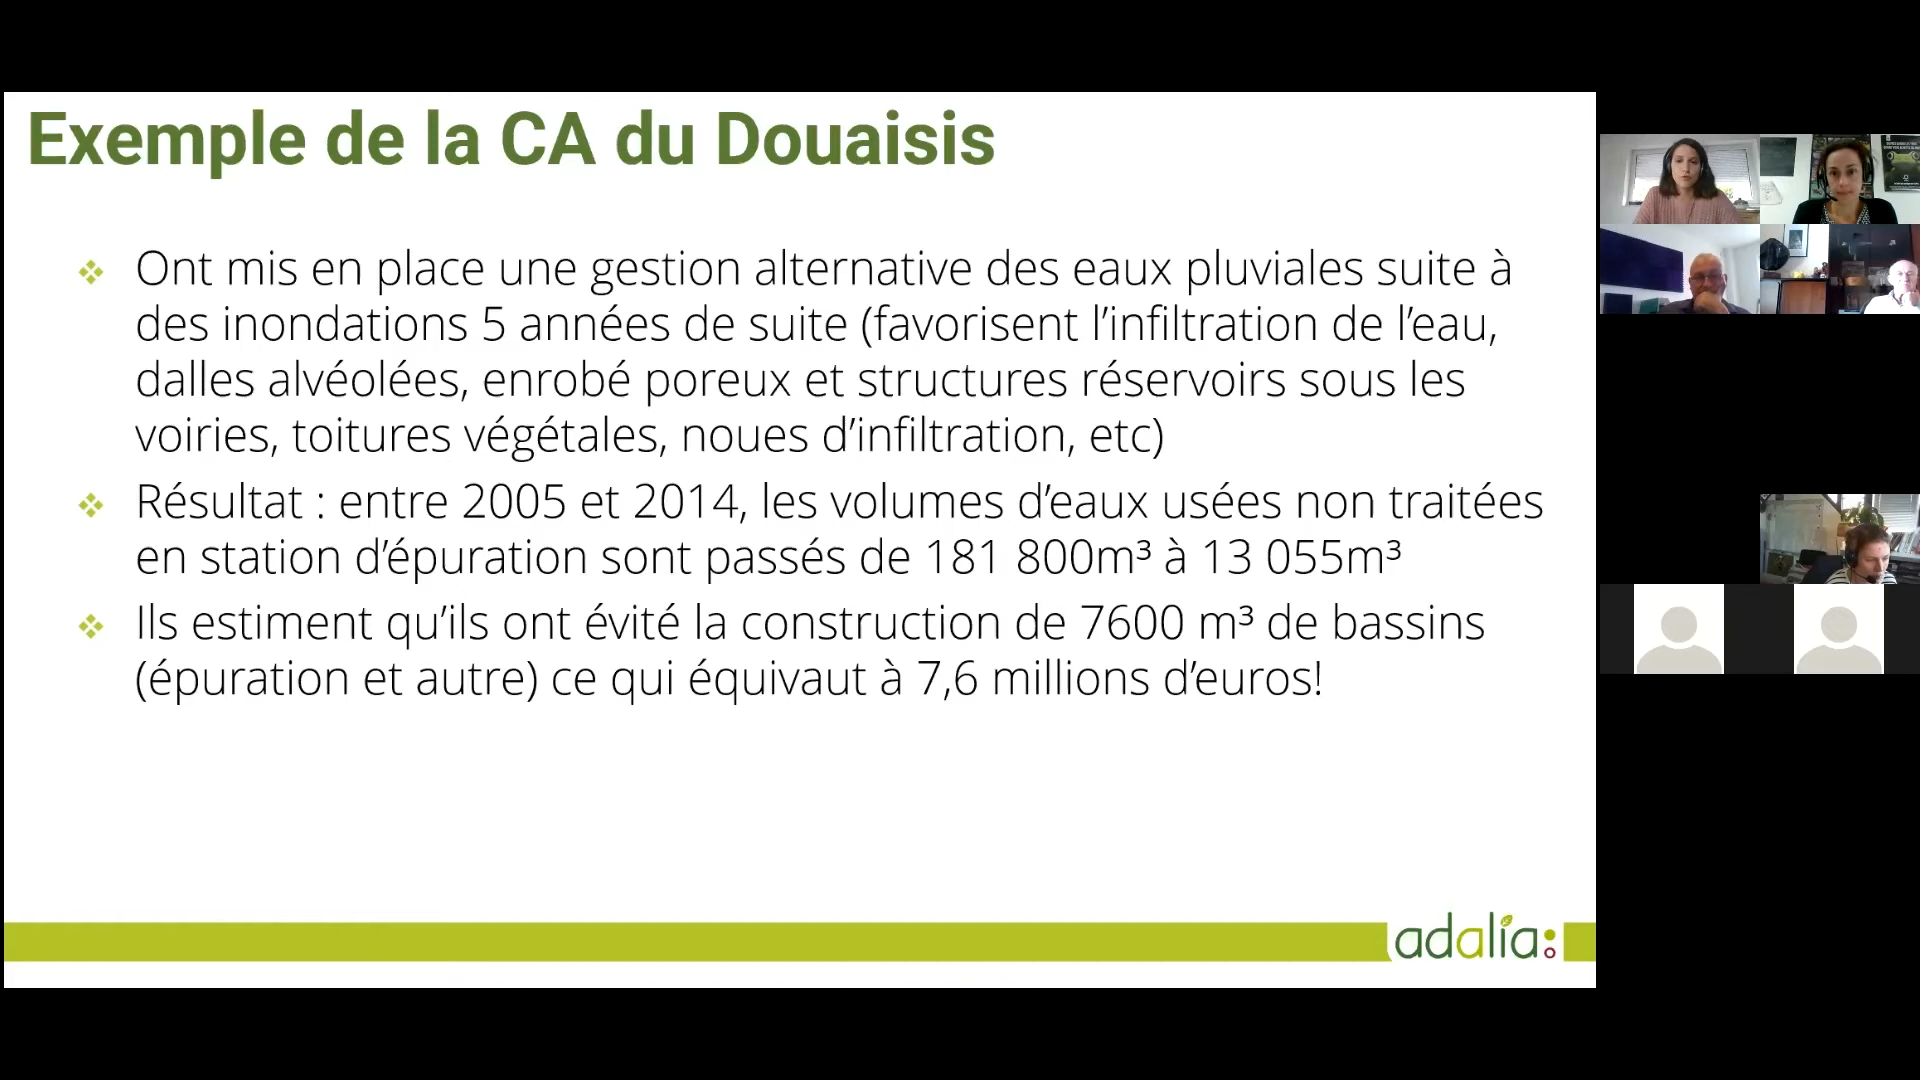 Exemple de la CA du Douaisis
Ont mis en place une gestion alternative des eaux pluviales suite à
des inondations 5 années de suite (favorisent l’infiltration de l’eau,
dalles alvéolées, enrobé poreux et structures réservoirs sous les
voiries, toitures végétales, noues d’infiltration, etc)
Résultat : entre 2005 et 2014, les volumes d’eaux usées non traitées
en station d’épuration sont passés de 181 800m³ à 13 055m³
Ils estiment qu’ils ont évité la construction de 7600 m³ de bassins
(épuration et autre) ce qui équivaut à 7,6 millions d’euros!
adalia